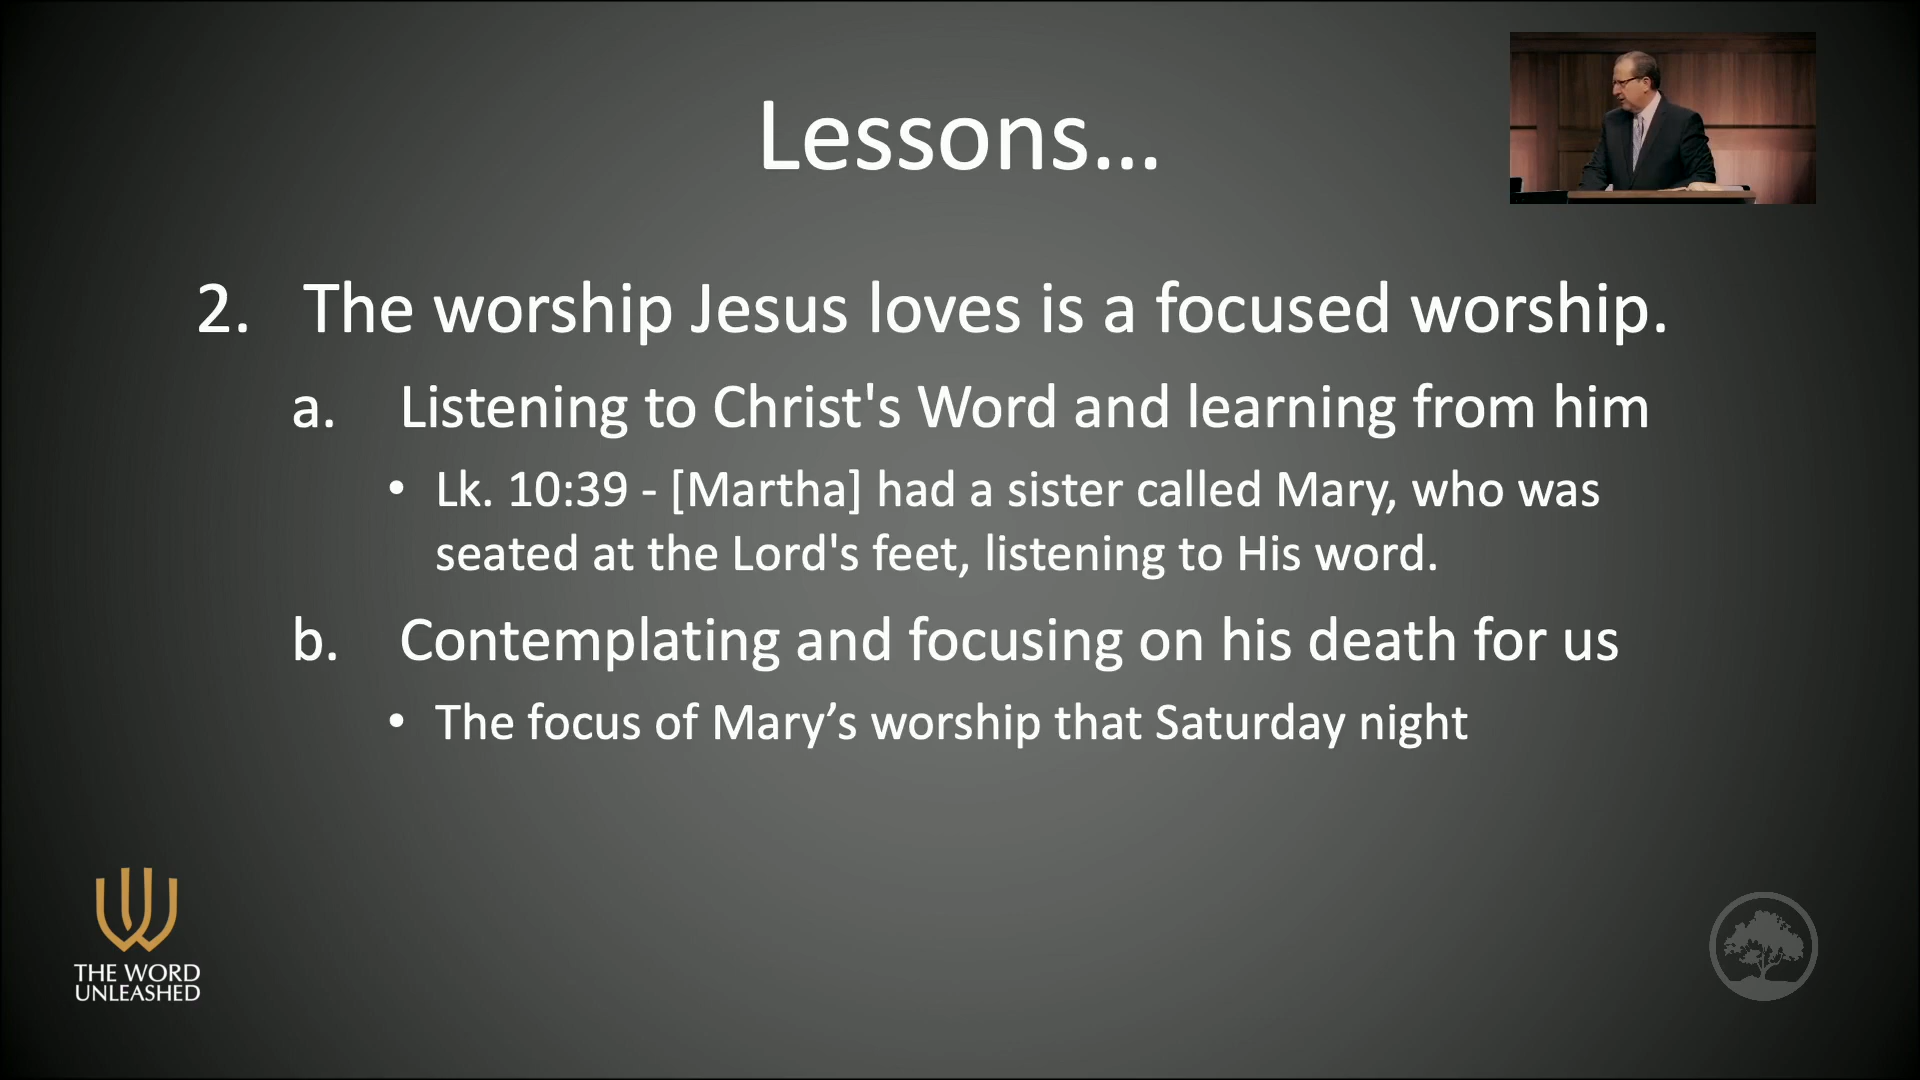 Lessons...
2. The worship Jesus loves is a focused worship.
a. Listening to Christ's Word and learning from him
• Lk. 10:39 - [Martha] had a sister called Mary, who was
seated at the Lord's feet, listening to His word.
b. Contemplating and focusing on his death for us
• The focus of Mary’s worship that Saturday night
THE WORD
UNLEASHED